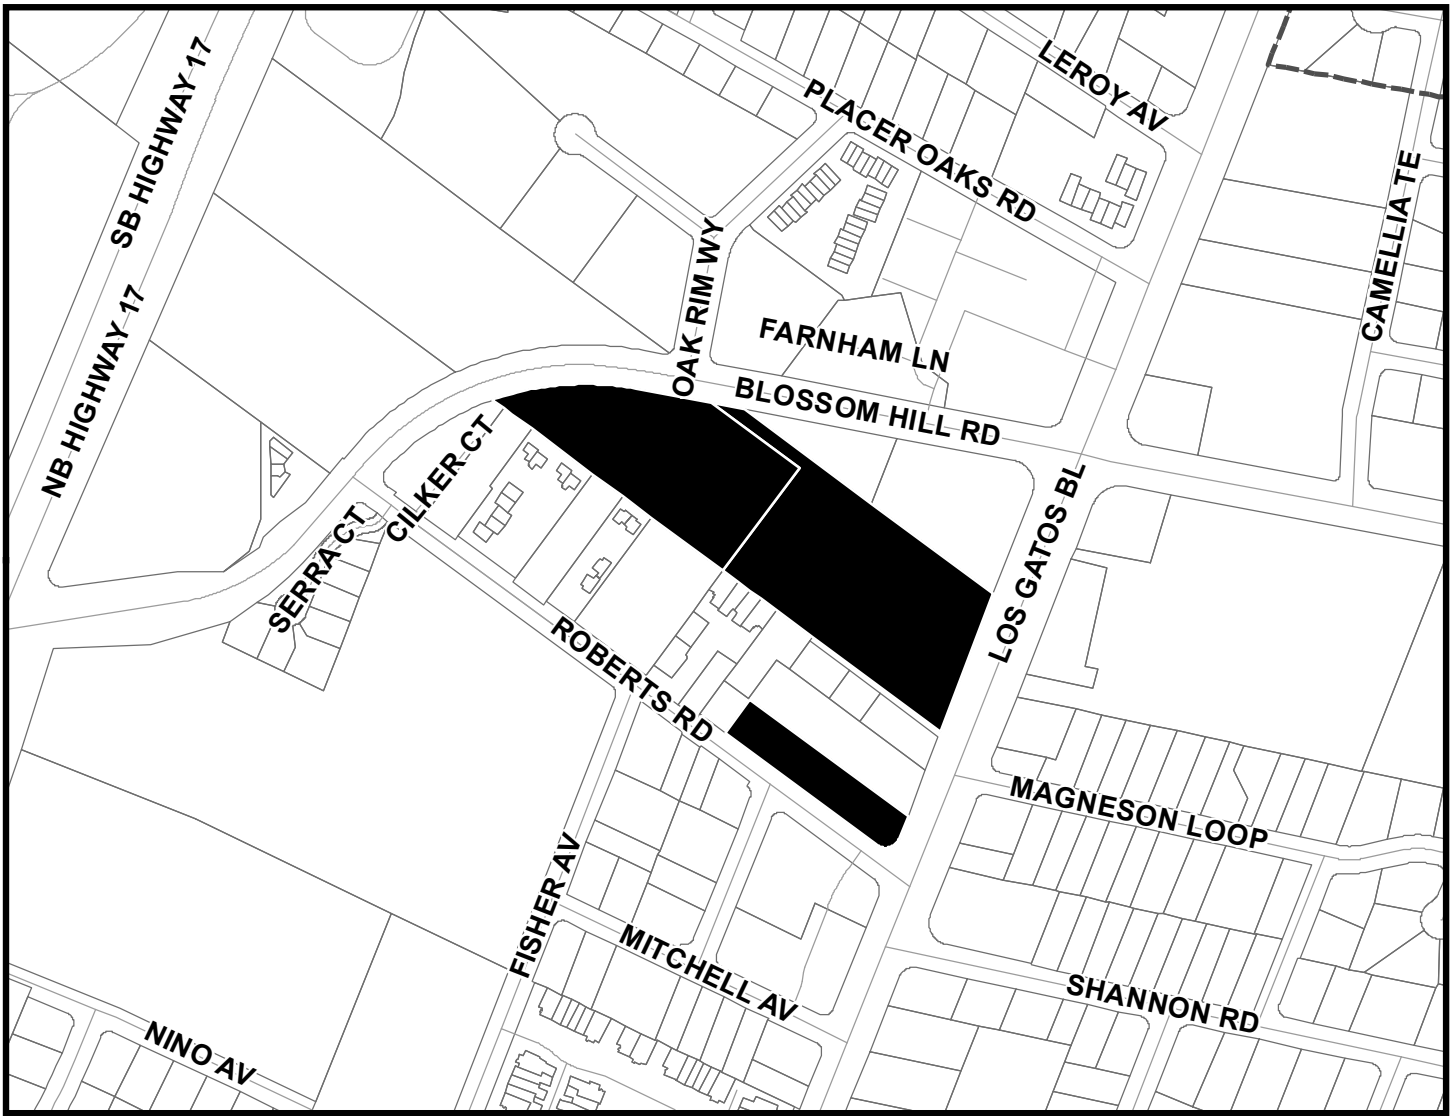 LEROY AV
SB HIGHWAY 17
PLACER OAKS RD
CAMELLIA TE
OAK RIM WY
NB HIGHWAY 17
FARNHAM LN
BLOSSOM HILL RD
CILKER CT
LOS GATOS BL
SERRA CT
ROBERTS RD
MAGNESON LOOP
FISHER AV
MITCHELL AV
SHANNON RD
NINO AV